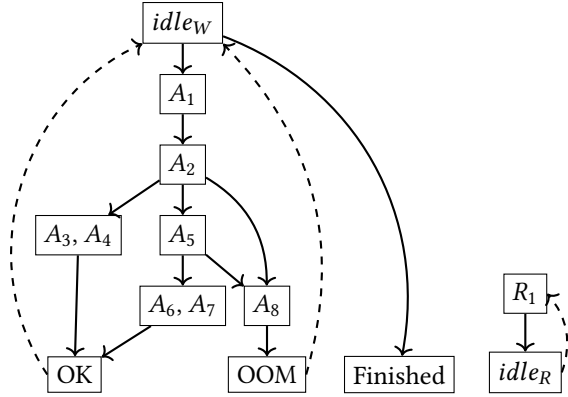 idle_W
A_1
A_2
A_3, A_4
A_5
A_6, A_7
A_8
R_1
OK
OOM
Finished
idle_R